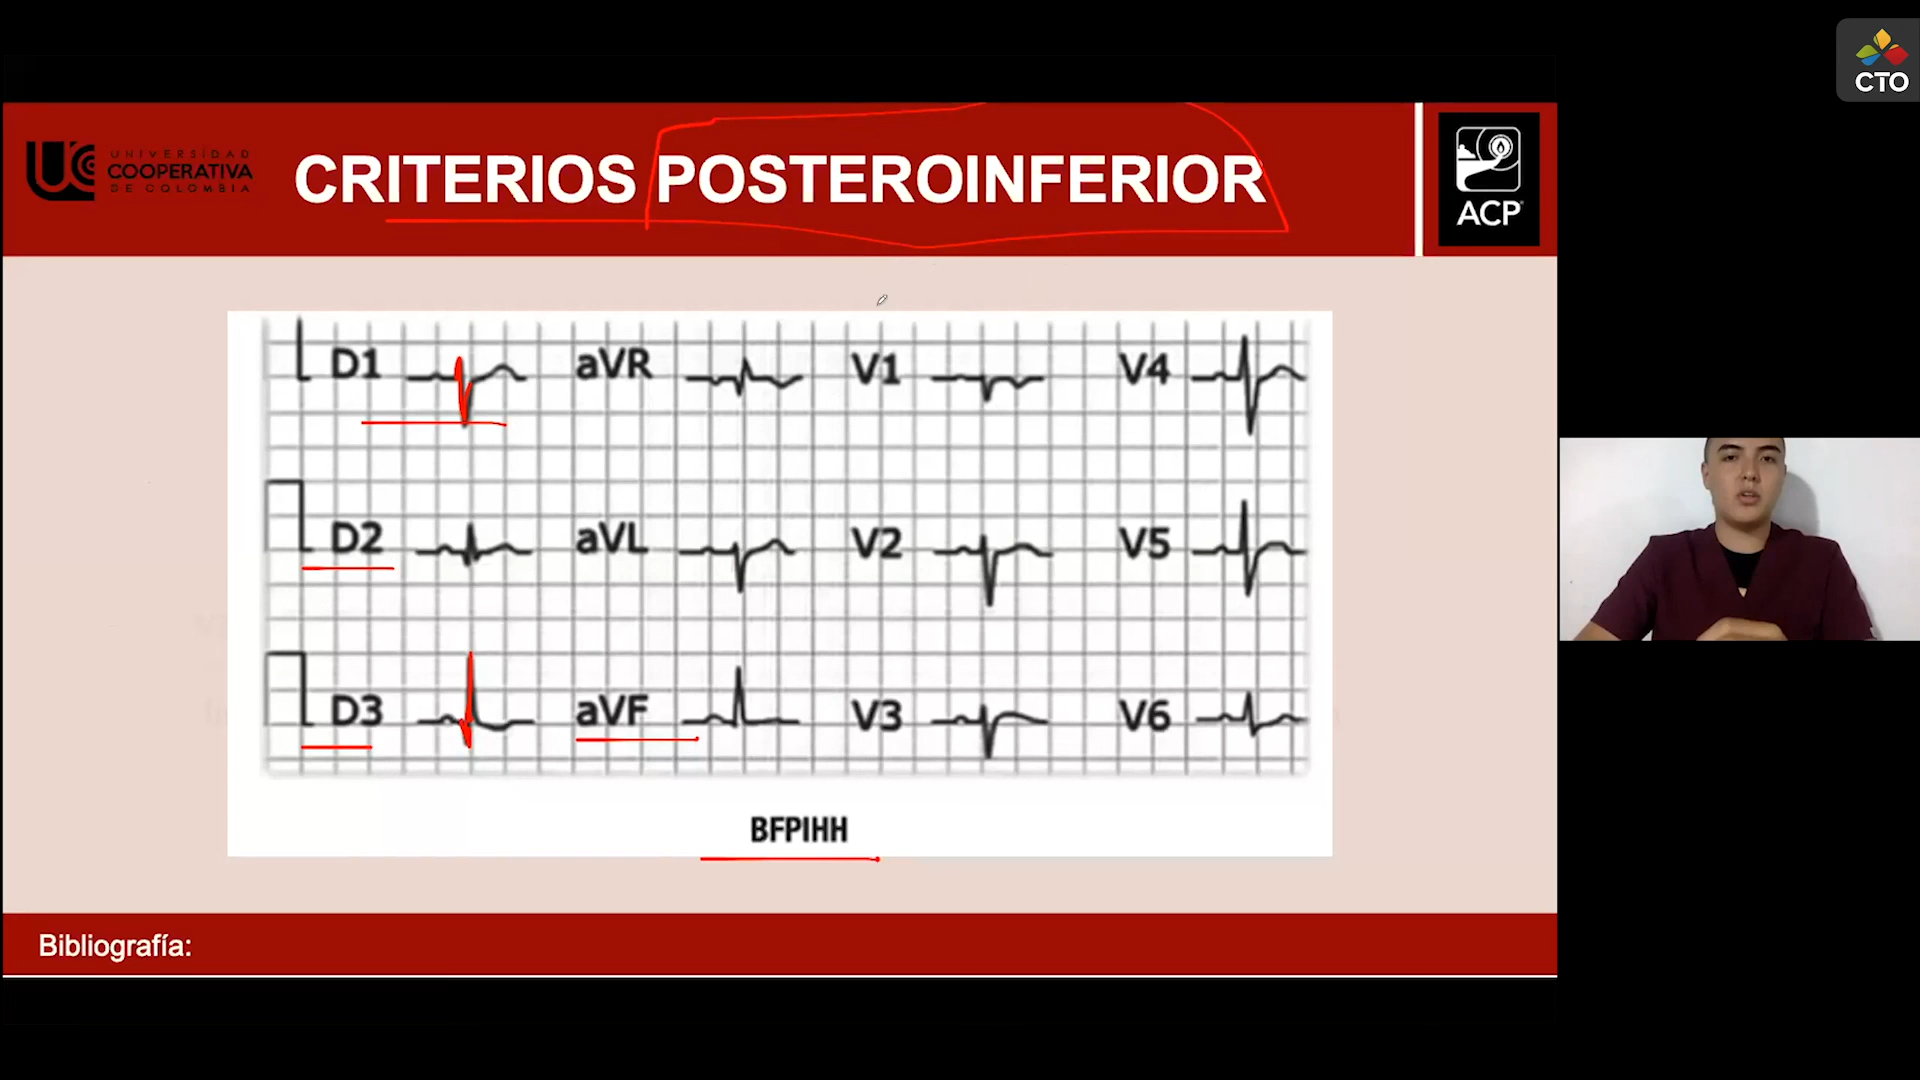 CTO
UNIVERSIDAD
COOPERATIVA
DE COLOMBIA
CRITERIOS POSTEROINFERIOR
ACP
D1 aVR V1 V4
D2 aVL V2 V5
D3 aVF V3 V6
BFPIHH
Bibliografía: